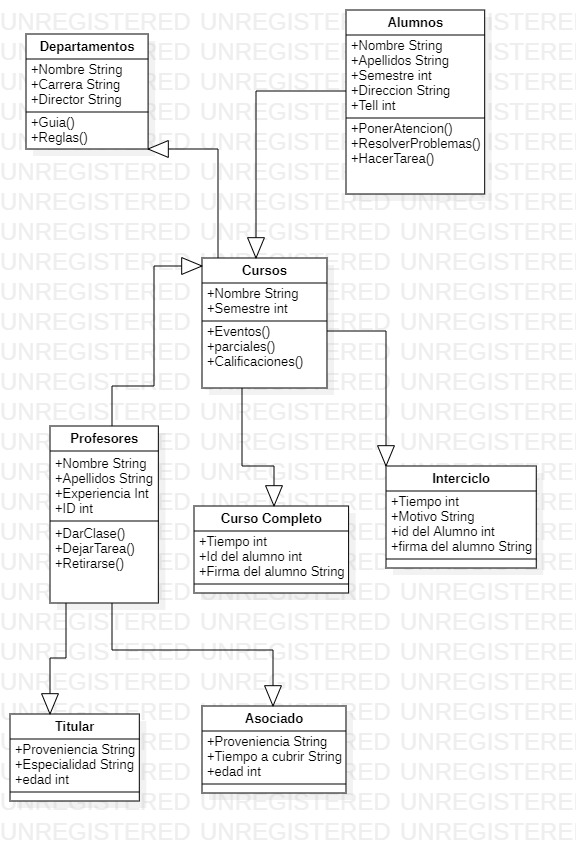 UNREGISTERED UNREGISTERED UNREGISTERED
Departamentos
+Nombre String
+Carrera String
+Director String
+Guia()
+Reglas()
Alumnos
+Nombre String
+Apellidos String
+Semestre int
+Direccion String
+Tell int
+PonerAtencion()
+ResolverProblemas()
+HacerTarea()
Cursos
+Nombre String
+Semestre int
+Eventos()
+parciales()
+Calificaciones()
Profesores
+Nombre String
+Apellidos String
+Experiencia Int
+ID int
+DarClase()
+DejarTarea()
+Retirarse()
Curso Completo
+Tiempo int
+Id del alumno int
+Firma del alumno String
Interciclo
+Tiempo int
+Motivo String
+id del Alumno int
+firma del alumno String
Titular
+Proveniencia String
+Especialidad String
+edad int
Asociado
+Proveniencia String
+Tiempo a cubrir String
+edad int